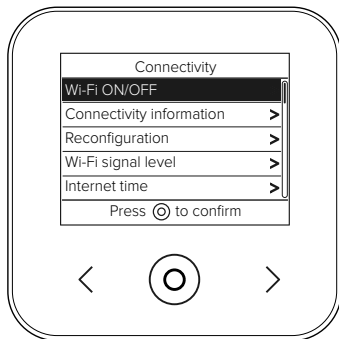 Connectivity
Wi-Fi ON/OFF
Connectivity information >
Reconfiguration >
Wi-Fi signal level >
Internet time >
Press ⊚ to confirm